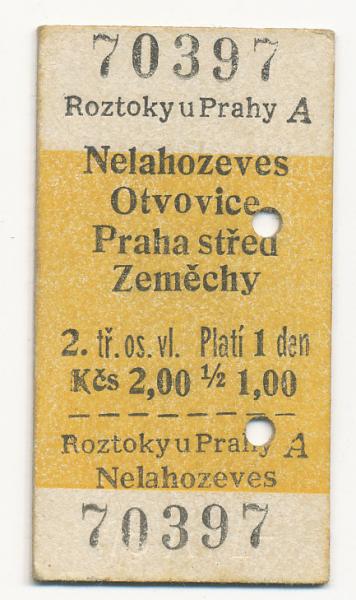 70397
Roztoky u Prahy A
Nelahozeves
Otvovice
Praha střed
Zeměchy
2. tř. os. vl. Platí 1 den
Kčs 2,00 ½ 1,00
Roztoky u Prahy A
Nelahozeves
70397